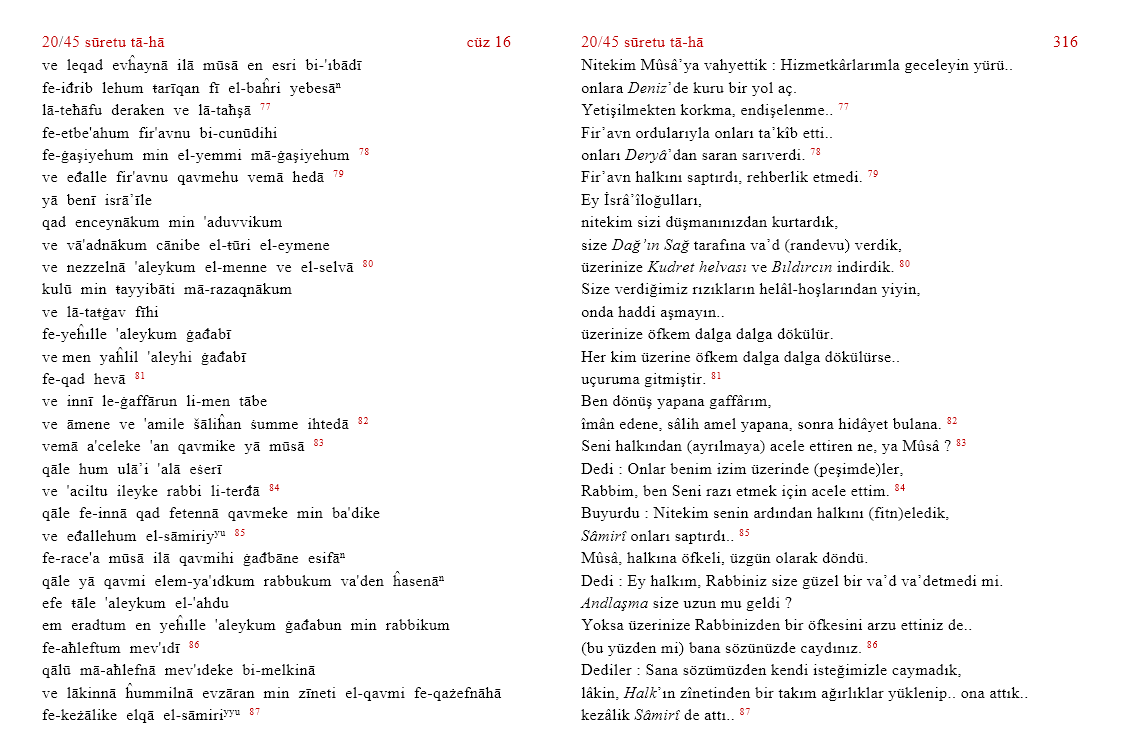 20/45 sūretu tā-hā cüz 16
ve leqad evĥaynā ilā mūsā en esri bi-'ıbādī
fe-iđrib lehum ŧarīqan fī el-baĥri yebesāⁿ
lā-teħāfu deraken ve lā-taħşā 77
fe-etbe'ahum fir'avnu bi-cunūdihi
fe-ġaşiyehum min el-yemmi mā-ġaşiyehum 78
ve eđalle fir'avnu qavmehu vemā hedā 79
yā benī isrā’īle
qad enceynākum min 'aduvvikum
ve vā'adnākum cānibe el-ŧūri el-eymene
ve nezzelnā 'aleykum el-menne ve el-selvā 80
kulū min ŧayyibāti mā-razaqnākum
ve lā-taŧġav fīhi
fe-yeĥılle 'aleykum ġađabī
ve men yaĥlil 'aleyhi ġađabī
fe-qad hevā 81
ve innī le-ġaffārun li-men tābe
ve āmene ve 'amile šāliĥan ŝumme ihtedā 82
vemā a'celeke 'an qavmike yā mūsā 83
qāle hum ulā’i 'alā eŝerī
ve 'aciltu ileyke rabbi li-terđā 84
qāle fe-innā qad fetennā qavmeke min ba'dike
ve eđallehum el-sāmiriyʸᵘ 85
fe-race'a mūsā ilā qavmihi ġađbāne esifāⁿ
qāle yā qavmi elem-ya'ıdkum rabbukum va'den ĥasenāⁿ
efe ŧāle 'aleykum el-'ahdu
em eradtum en yeĥılle 'aleykum ġađabun min rabbikum
fe-aħleftum mev'ıdī 86
qālū mā-aħlefnā mev'ıdeke bi-melkinā
ve lākinnā ĥummilnā evzāran min zīneti el-qavmi fe-qażefnāhā
fe-keżālike elqā el-sāmiriʸʸᵘ 87
20/45 sūretu tā-hā 316
Nitekim Mûsâ’ya vahyettik : Hizmetkârlarımla geceleyin yürü..
onlara Deniz’de kuru bir yol aç.
Yetişilmekten korkma, endişelenme.. 77
Fir’avn ordularıyla onları ta’kîb etti..
onları Deryâ’dan saran sarıverdi. 78
Fir’avn halkını saptırdı, rehberlik etmedi. 79
Ey İsrâ’îloğulları,
nitekim sizi düşmanınızdan kurtardık,
size Dağ’ın Sağ tarafına va’d (randevu) verdik,
üzerinize Kudret helvası ve Bıldırcın indirdik. 80
Size verdiğimiz rızıkların helâl-hoşlarından yiyin,
onda haddi aşmayın..
üzerinize öfkem dalga dalga dökülür.
Her kim üzerine öfkem dalga dalga dökülürse..
uçuruma gitmiştir. 81
Ben dönüş yapana gaffârım,
îmân edene, sâlih amel yapana, sonra hidâyet bulana. 82
Seni halkından (ayrılmaya) acele ettiren ne, ya Mûsâ ? 83
Dedi : Onlar benim izim üzerinde (peşimde)ler,
Rabbim, ben Seni razı etmek için acele ettim. 84
Buyurdu : Nitekim senin ardından halkını (fitn)eledik,
Sâmirî onları saptırdı.. 85
Mûsâ, halkına öfkeli, üzgün olarak döndü.
Dedi : Ey halkım, Rabbiniz size güzel bir va’d va’detmedi mi.
Andlaşma size uzun mu geldi ?
Yoksa üzerinize Rabbinizden bir öfkesini arzu ettiniz de..
(bu yüzden mi) bana sözünüzde caydınız. 86
Dediler : Sana sözümüzden kendi isteğimizle caymadık,
lâkin, Halk’ın zînetinden bir takım ağırlıklar yüklenip.. ona attık..
kezâlik Sâmirî de attı.. 87